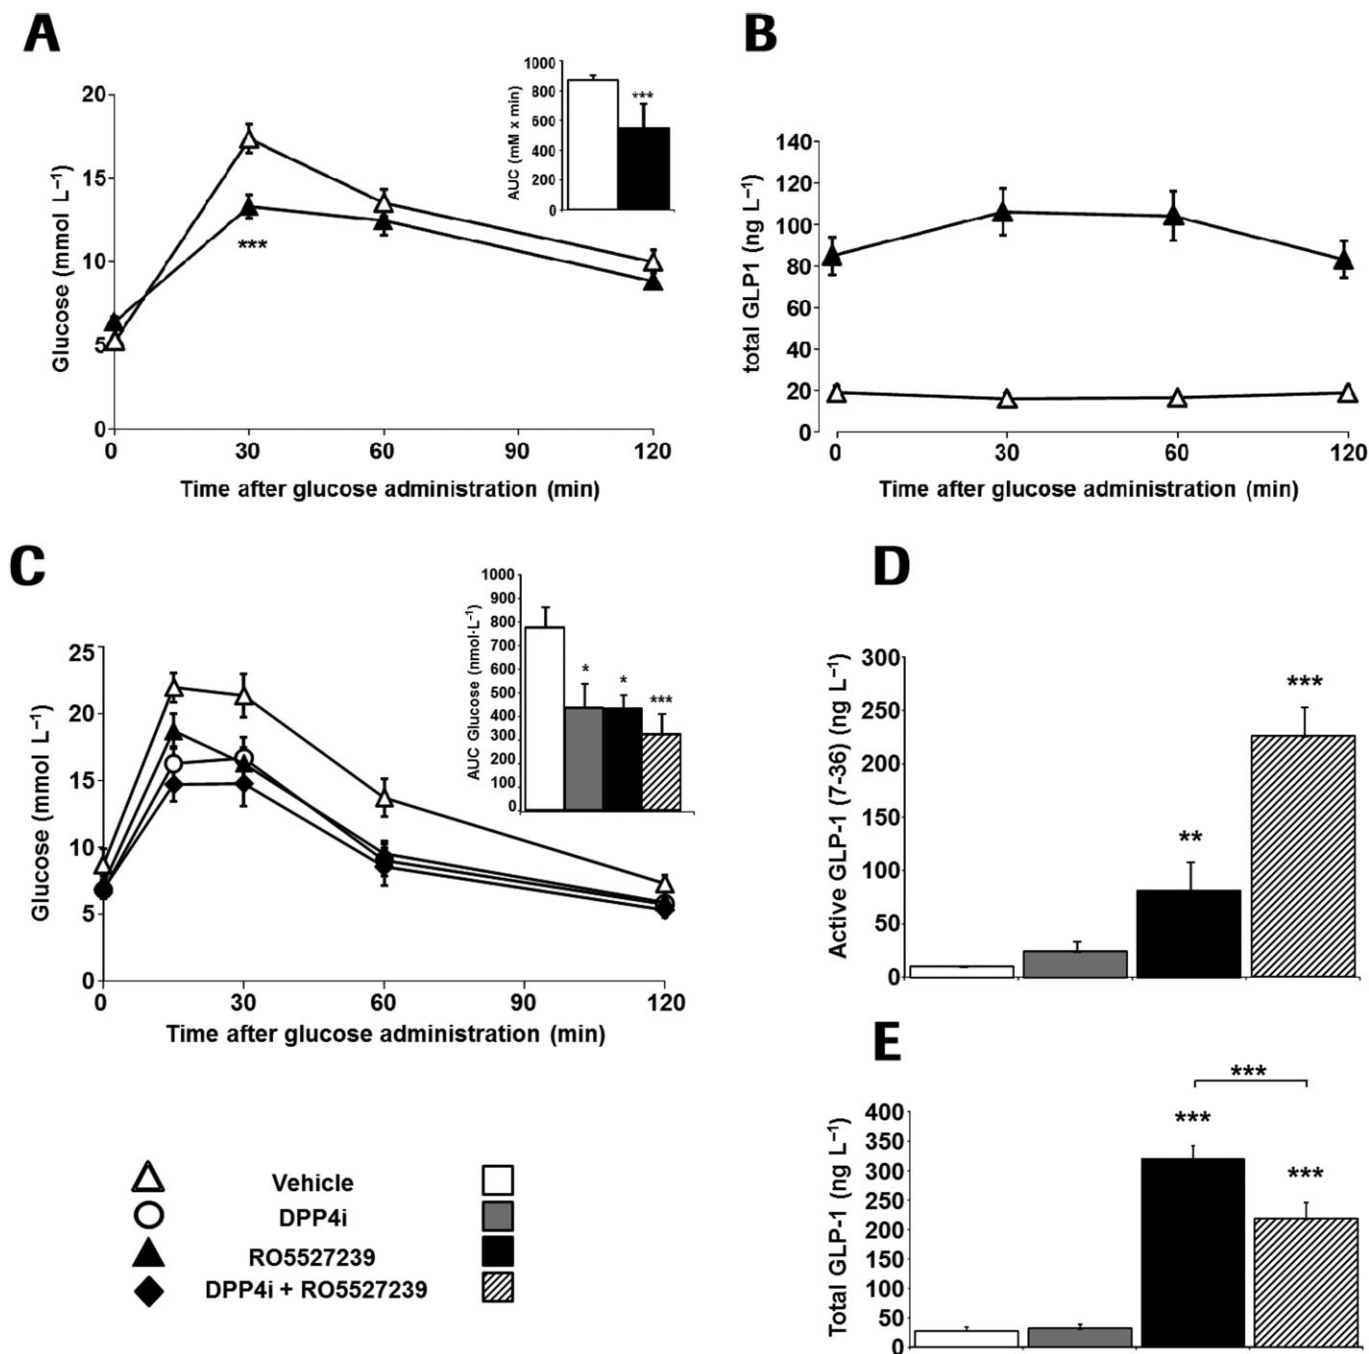 A
20
15
10
5
0
Glucose (mmol L⁻¹)
0 30 60 90 120
Time after glucose administration (min)
***
1000
800
600
400
200
0
AUC (mM x min)
***
B
140
120
100
80
60
40
20
0
total GLP1 (ng L⁻¹)
0 30 60 120
Time after glucose administration (min)
C
25
20
15
10
5
0
Glucose (mmol L⁻¹)
0 30 60 90 120
Time after glucose administration (min)
1000
900
800
700
600
500
400
300
200
100
0
AUC Glucose (nmol·L⁻¹)
* * ***
D
300
250
200
150
100
50
0
Active GLP-1 (7-36) (ng L⁻¹)
** ***
E
400
350
300
250
200
150
100
50
0
Total GLP-1 (ng L⁻¹)
***
***
***
Vehicle
DPP4i
RO5527239
DPP4i + RO5527239